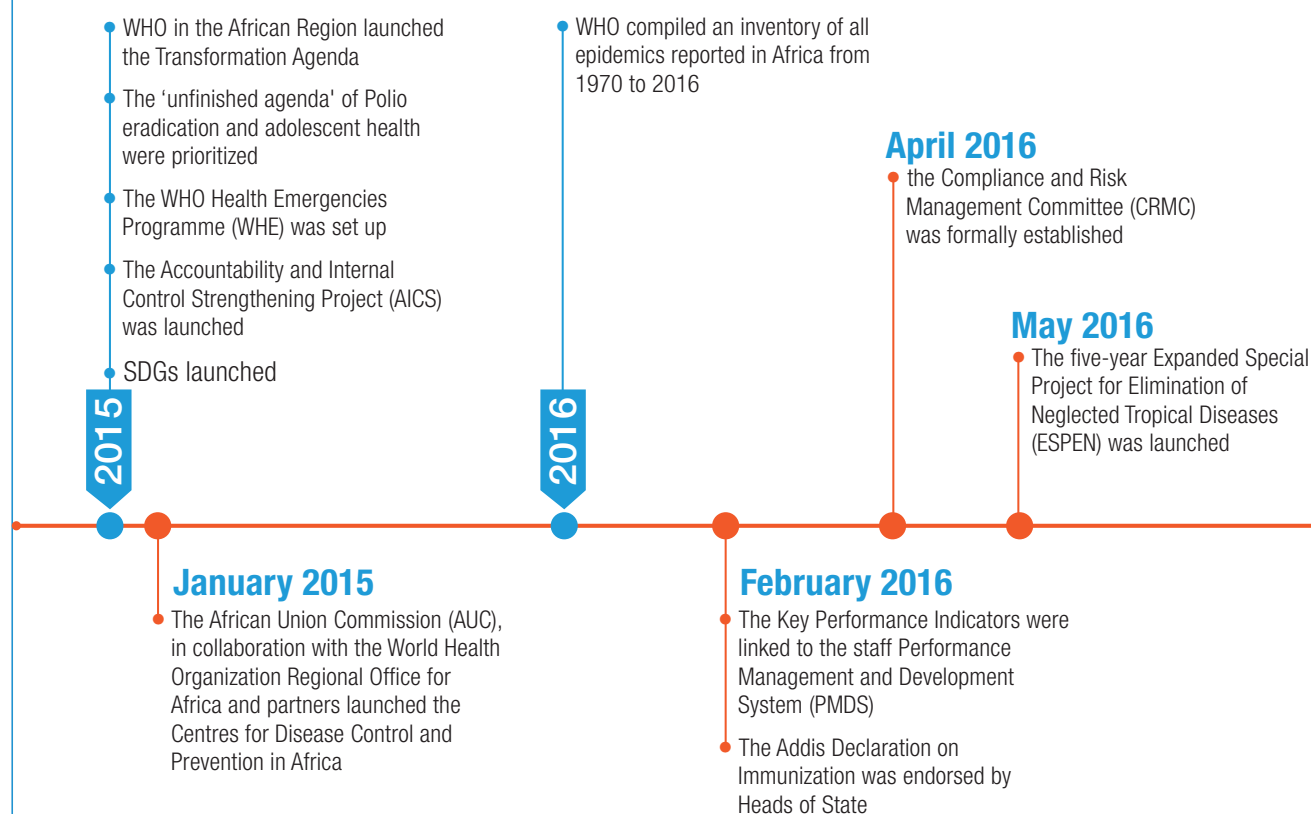 WHO in the African Region launched
the Transformation Agenda
The ‘unfinished agenda' of Polio
eradication and adolescent health
were prioritized
The WHO Health Emergencies
Programme (WHE) was set up
The Accountability and Internal
Control Strengthening Project (AICS)
was launched
SDGs launched
2015
January 2015
The African Union Commission (AUC),
in collaboration with the World Health
Organization Regional Office for
Africa and partners launched the
Centres for Disease Control and
Prevention in Africa
WHO compiled an inventory of all
epidemics reported in Africa from
1970 to 2016
2016
February 2016
The Key Performance Indicators were
linked to the staff Performance
Management and Development
System (PMDS)
The Addis Declaration on
Immunization was endorsed by
Heads of State
April 2016
the Compliance and Risk
Management Committee (CRMC)
was formally established
May 2016
The five-year Expanded Special
Project for Elimination of
Neglected Tropical Diseases
(ESPEN) was launched